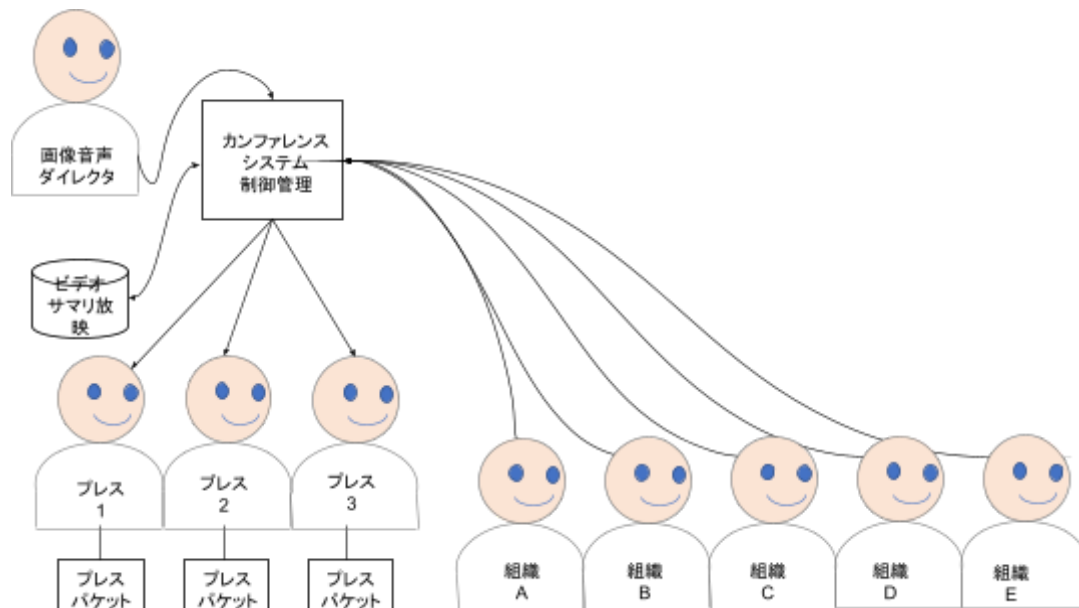 画像音声
ダイレクタ
カンファレンス
システム
制御管理
ビデオ
サマリ放
映
プレス
1
プレス
2
プレス
3
プレス
パケット
プレス
パケット
プレス
パケット
組織
A
組織
B
組織
C
組織
D
組織
E